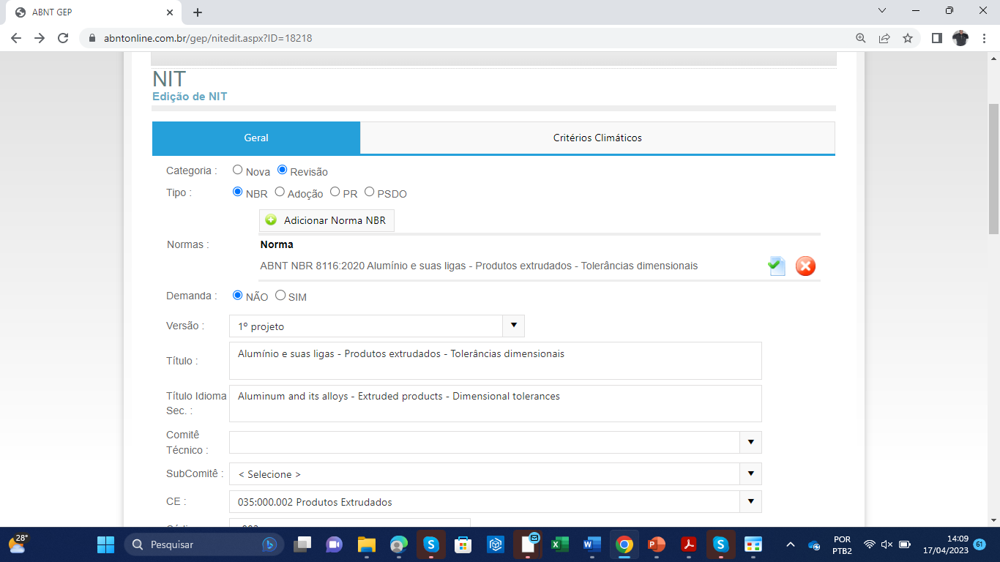 ABNT GEP
abntonline.com.br/gep/nitedit.aspx?ID=18218
NIT
Edição de NIT
Geral
Critérios Climáticos
Categoria : Nova Revisão
Tipo : NBR Adoção PR PSDO
Adicionar Norma NBR
Normas : Norma
ABNT NBR 8116:2020 Alumínio e suas ligas - Produtos extrudados - Tolerâncias dimensionais
Demanda : NÃO SIM
Versão : 1º projeto
Título : Alumínio e suas ligas - Produtos extrudados - Tolerâncias dimensionais
Título Idioma
Sec. :
Aluminum and its alloys - Extruded products - Dimensional tolerances
Comitê
Técnico :
SubComitê : < Selecione >
CE : 035:000.002 Produtos Extrudados
28°
Pesquisar
POR
PTB2
14:09
17/04/2023
61